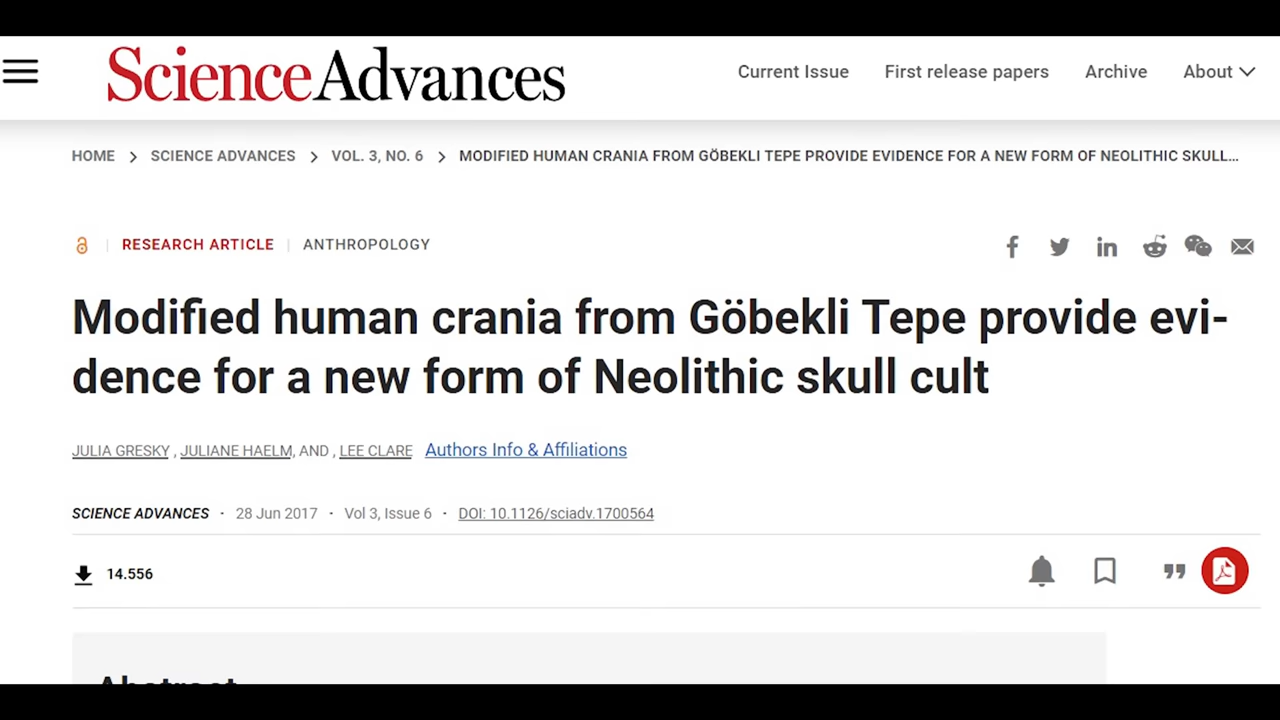 ScienceAdvances
Current Issue First release papers Archive About
HOME > SCIENCE ADVANCES > VOL. 3, NO. 6 > MODIFIED HUMAN CRANIA FROM GÖBEKLI TEPE PROVIDE EVIDENCE FOR A NEW FORM OF NEOLITHIC SKULL…
RESEARCH ARTICLE | ANTHROPOLOGY
Modified human crania from Göbekli Tepe provide evi-
dence for a new form of Neolithic skull cult
JULIA GRESKY , JULIANE HAELM, AND , LEE CLARE Authors Info & Affiliations
SCIENCE ADVANCES · 28 Jun 2017 · Vol 3, Issue 6 · DOI: 10.1126/sciadv.1700564
14.556
Abstract